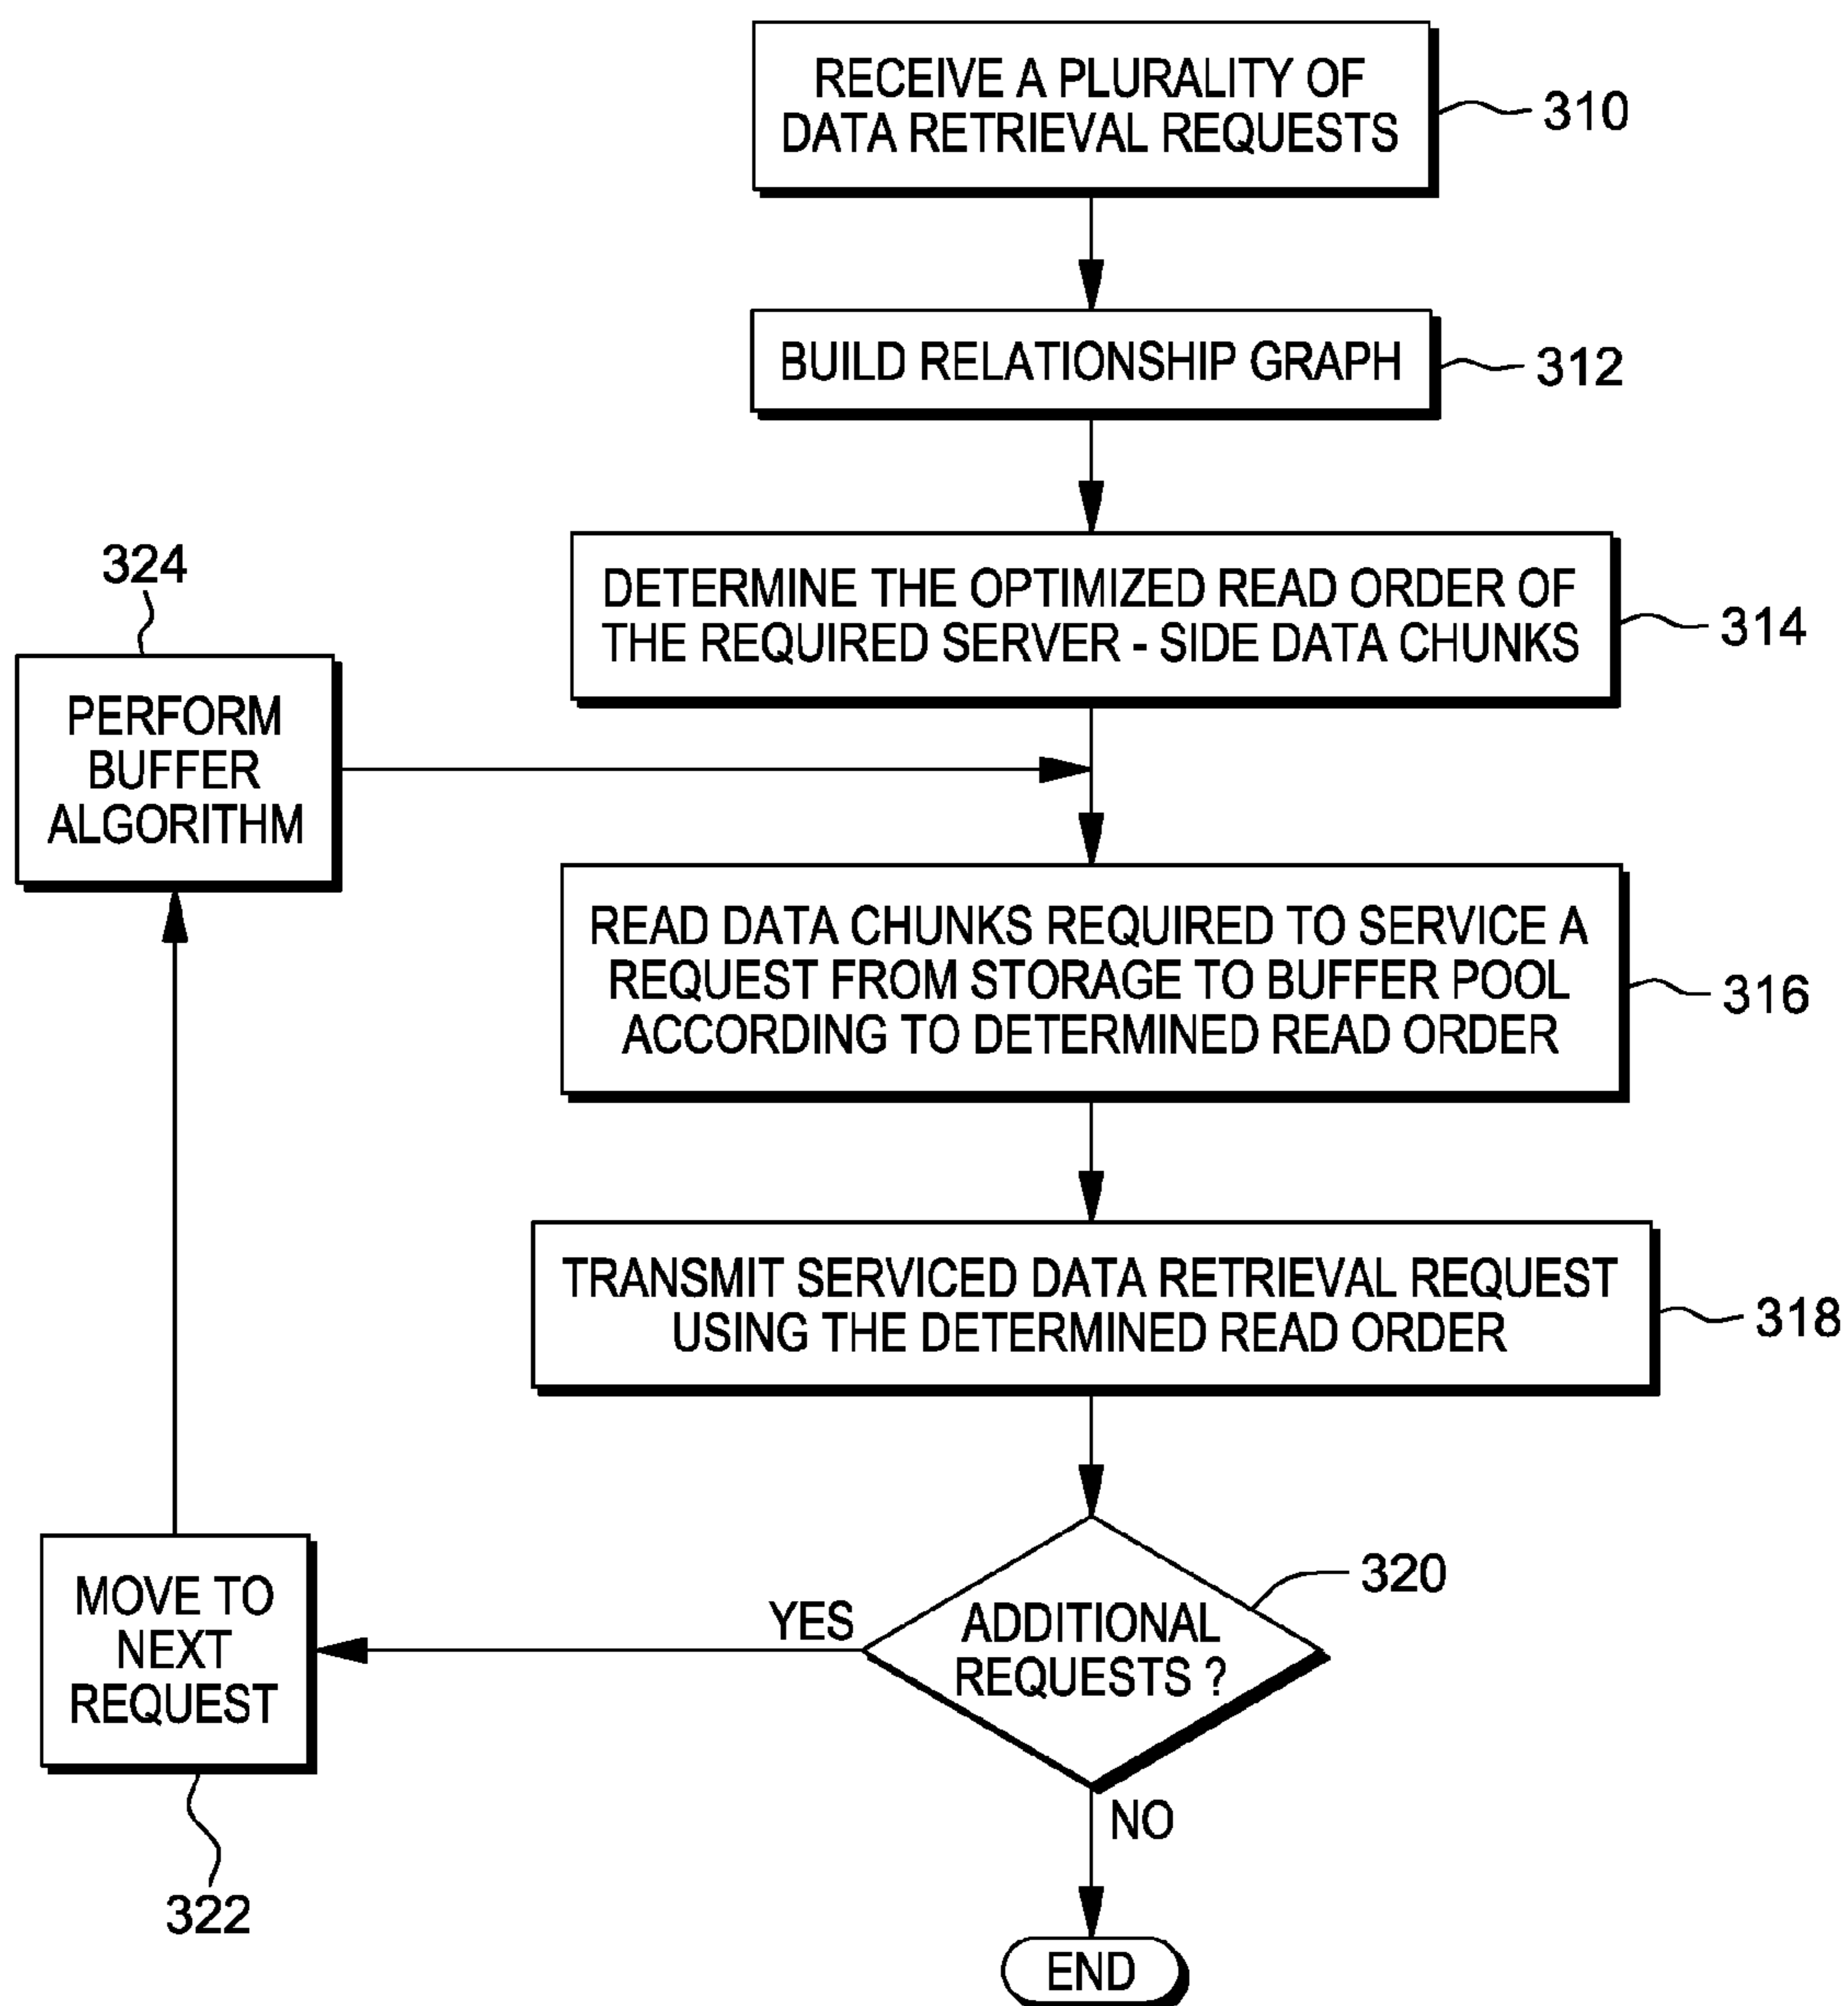 RECEIVE A PLURALITY OF
DATA RETRIEVAL REQUESTS
310
BUILD RELATIONSHIP GRAPH
312
DETERMINE THE OPTIMIZED READ ORDER OF
THE REQUIRED SERVER - SIDE DATA CHUNKS
314
324
PERFORM
BUFFER
ALGORITHM
READ DATA CHUNKS REQUIRED TO SERVICE A
REQUEST FROM STORAGE TO BUFFER POOL
ACCORDING TO DETERMINED READ ORDER
316
TRANSMIT SERVICED DATA RETRIEVAL REQUEST
USING THE DETERMINED READ ORDER
318
ADDITIONAL
REQUESTS ?
320
YES
MOVE TO
NEXT
REQUEST
322
NO
END